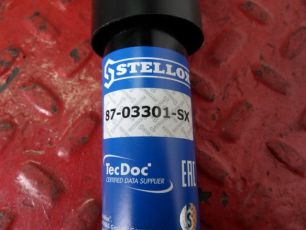 STELLOX
87-03301-SX
TecDoc®
CERTIFIED DATA SUPPLIER
EAC